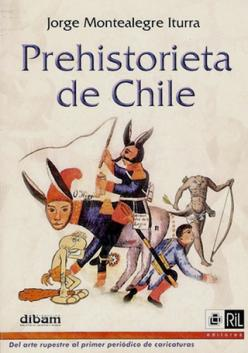 Jorge Montealegre Iturra
Prehistorieta
de Chile
dibam
RiL
editores
Del arte rupestre al primer periódico de caricaturas